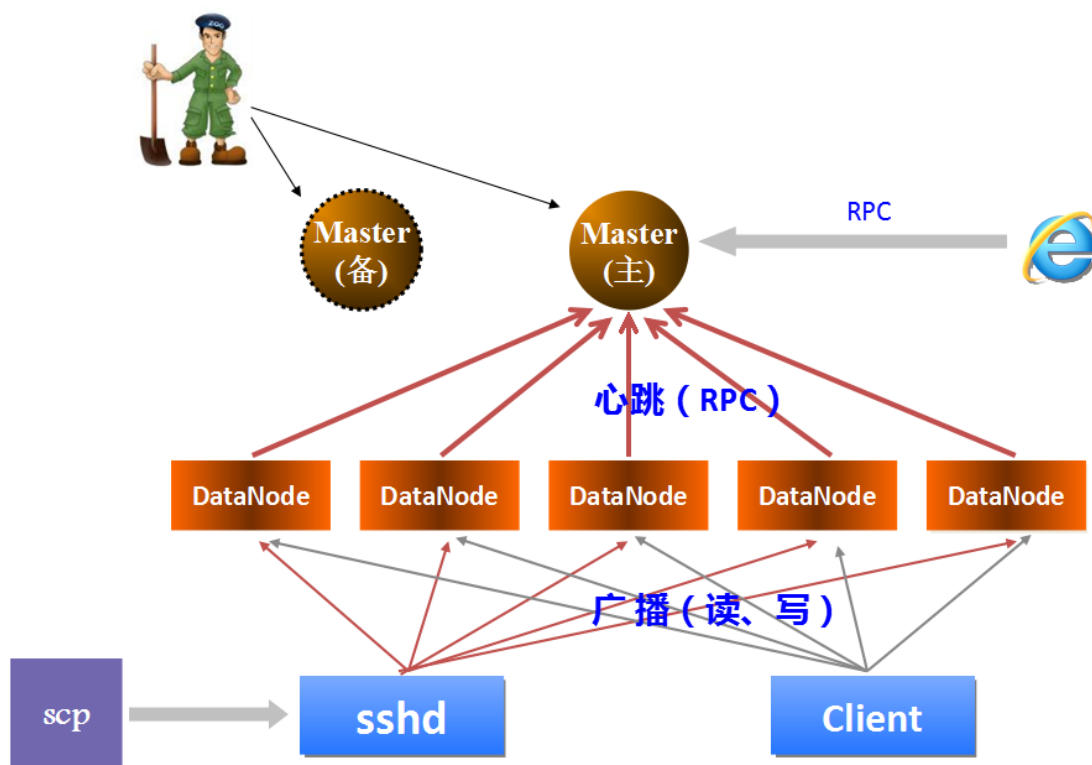 ZOO
Master
(备)
Master
(主)
RPC
心跳（RPC）
DataNode
DataNode
DataNode
DataNode
DataNode
广播（读、写）
scp
sshd
Client